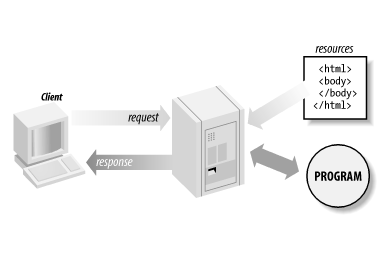 resources
<html>
<body>
</body>
</html>
Client
request
response
PROGRAM